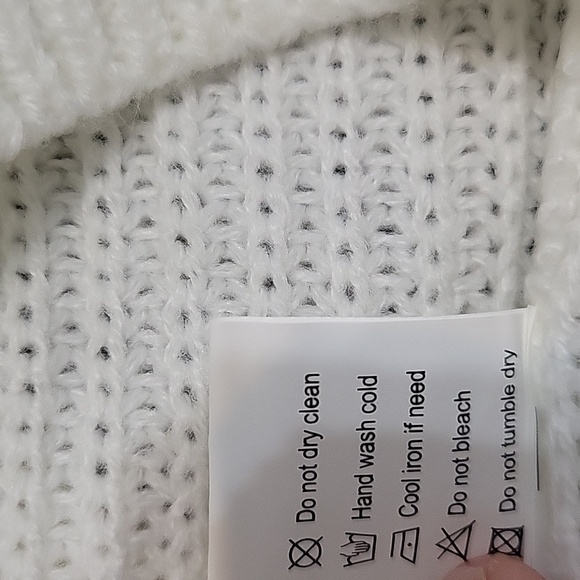 Do not dry clean
Hand wash cold
Cool iron if need
Do not bleach
Do not tumble dry